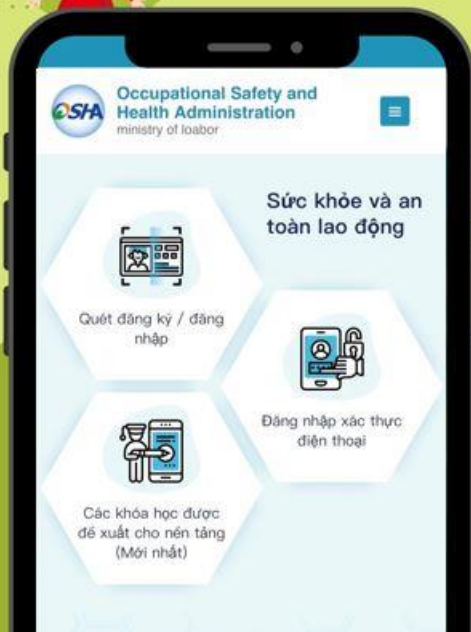 OSHA
Occupational Safety and
Health Administration
ministry of loabor
Sức khỏe và an
toàn lao động
Quét đăng ký / đăng
nhập
Đăng nhập xác thực
điện thoại
Các khóa học được
đề xuất cho nền tảng
(Mới nhất)